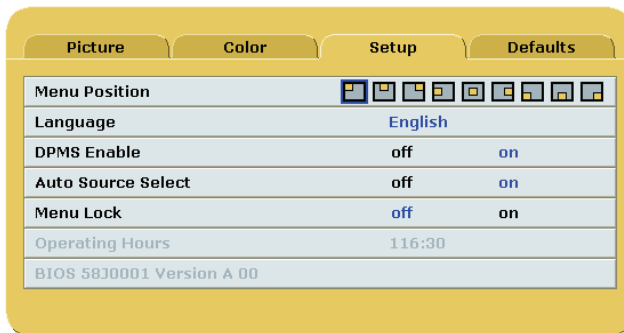 Picture Color Setup Defaults
Menu Position
Language English
DPMS Enable off on
Auto Source Select off on
Menu Lock off on
Operating Hours 116:30
BIOS 58J0001 Version A 00